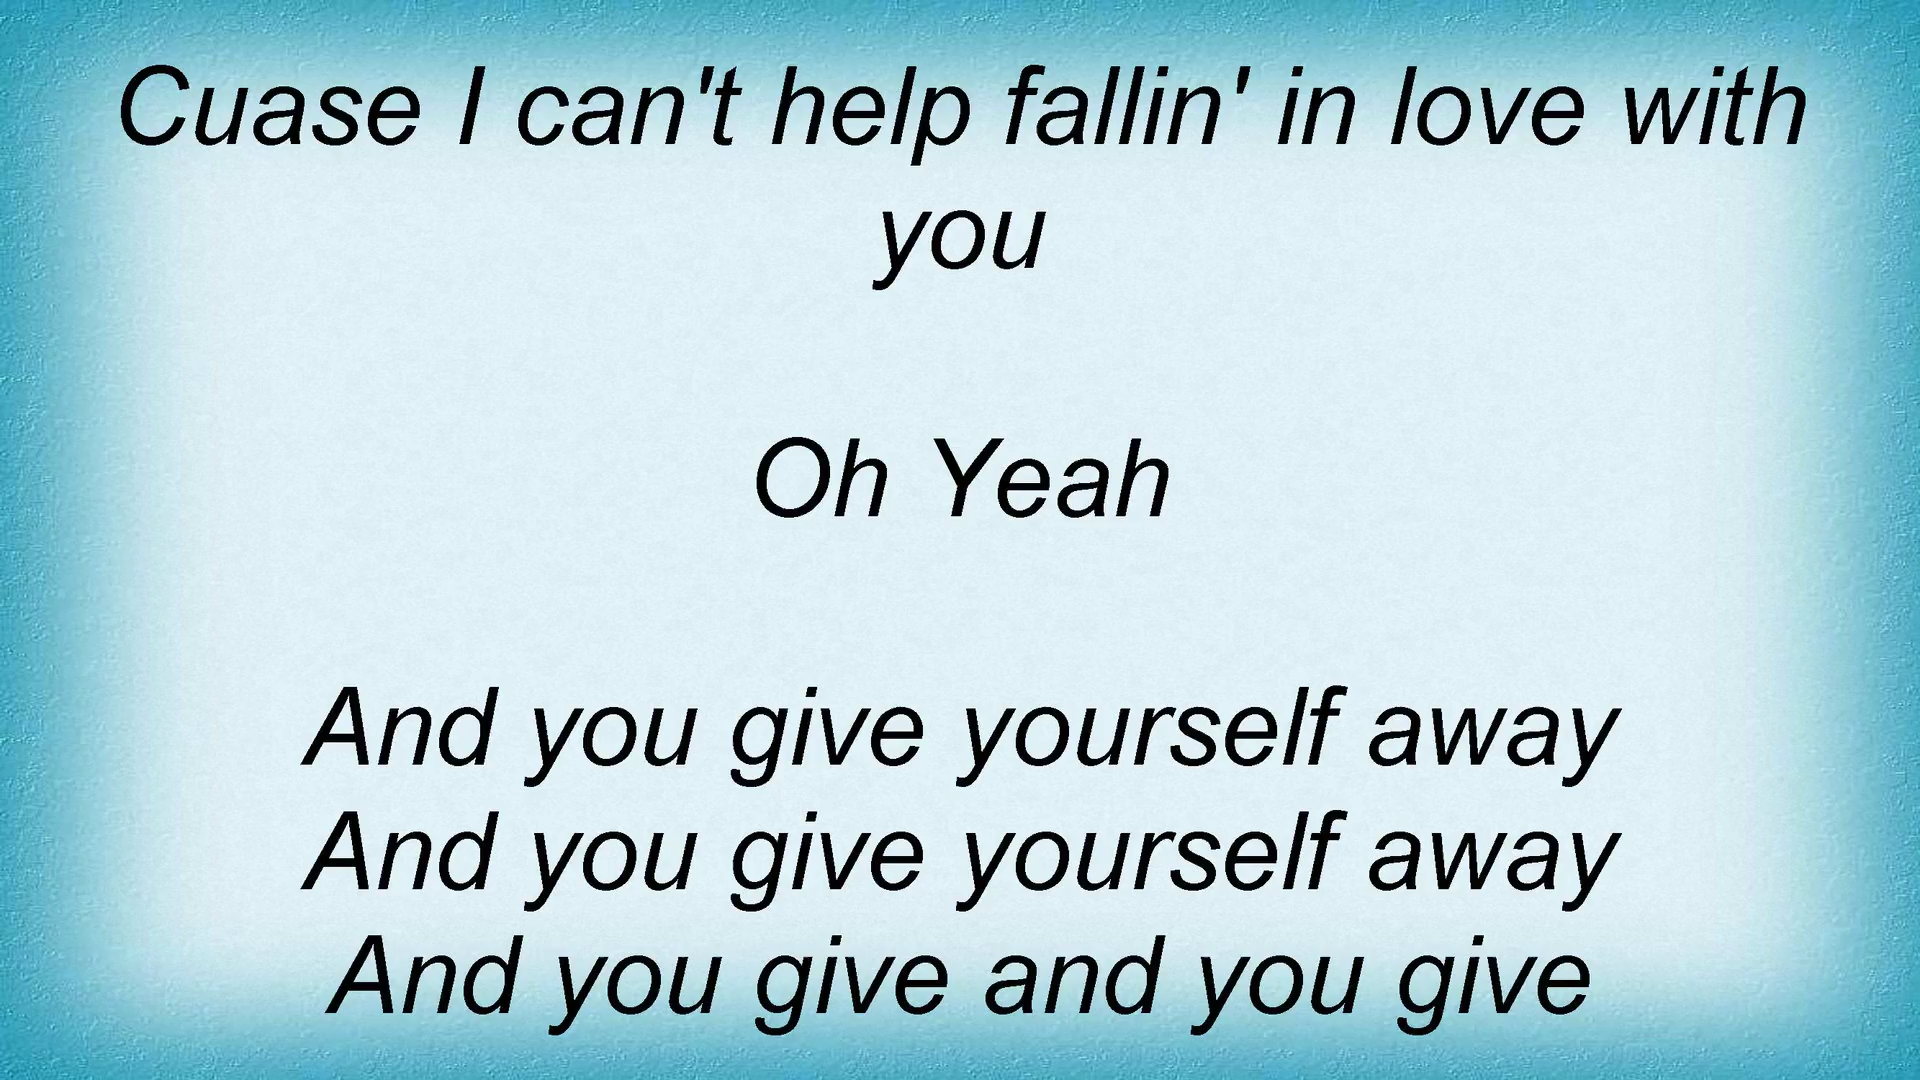 Cuase I can't help fallin' in love with
you
Oh Yeah
And you give yourself away
And you give yourself away
And you give and you give